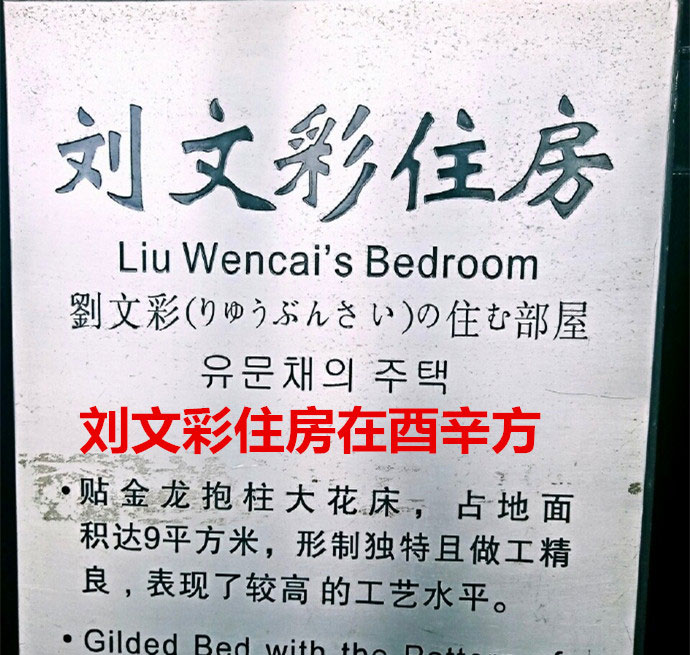 刘文彩住房
Liu Wencai's Bedroom
劉文彩(りゅうぶんさい)の住む部屋
유문채의 주택
刘文彩住房在酉辛方
•贴金龙抱柱大花床，占地面
积达9平方米，形制独特且做工精
良，表现了较高的工艺水平。
• Gilded Bed with the Pattern of